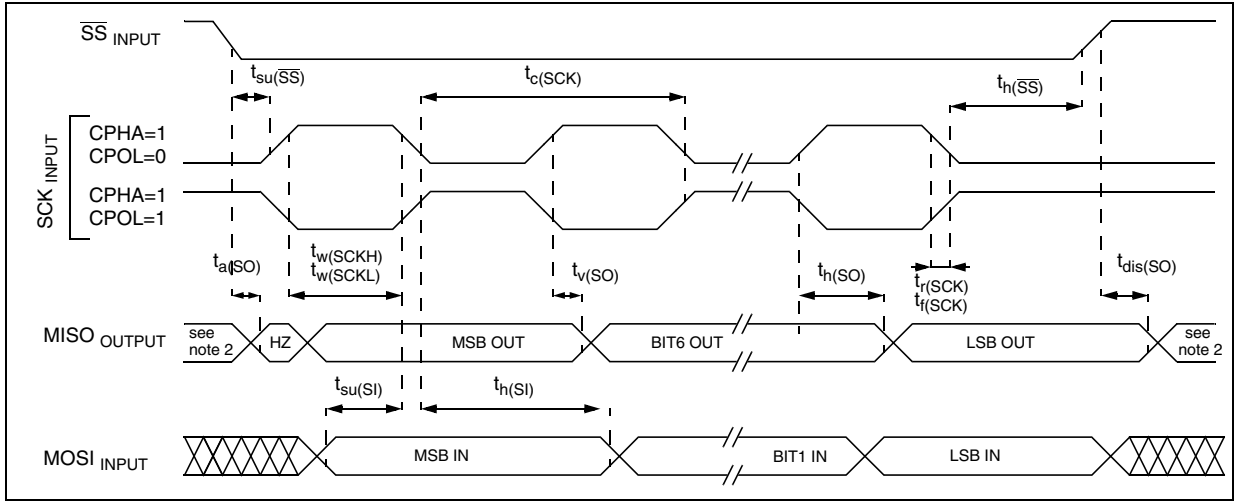 SS INPUT
tsu(SS)
tc(SCK)
th(SS)
SCK INPUT
CPHA=1
CPOL=0
CPHA=1
CPOL=1
ta(SO)
tw(SCKH)
tw(SCKL)
tv(SO)
th(SO)
tr(SCK)
tf(SCK)
tdis(SO)
MISO OUTPUT
see
note 2
HZ
MSB OUT
BIT6 OUT
LSB OUT
see
note 2
tsu(SI)
th(SI)
MOSI INPUT
MSB IN
BIT1 IN
LSB IN